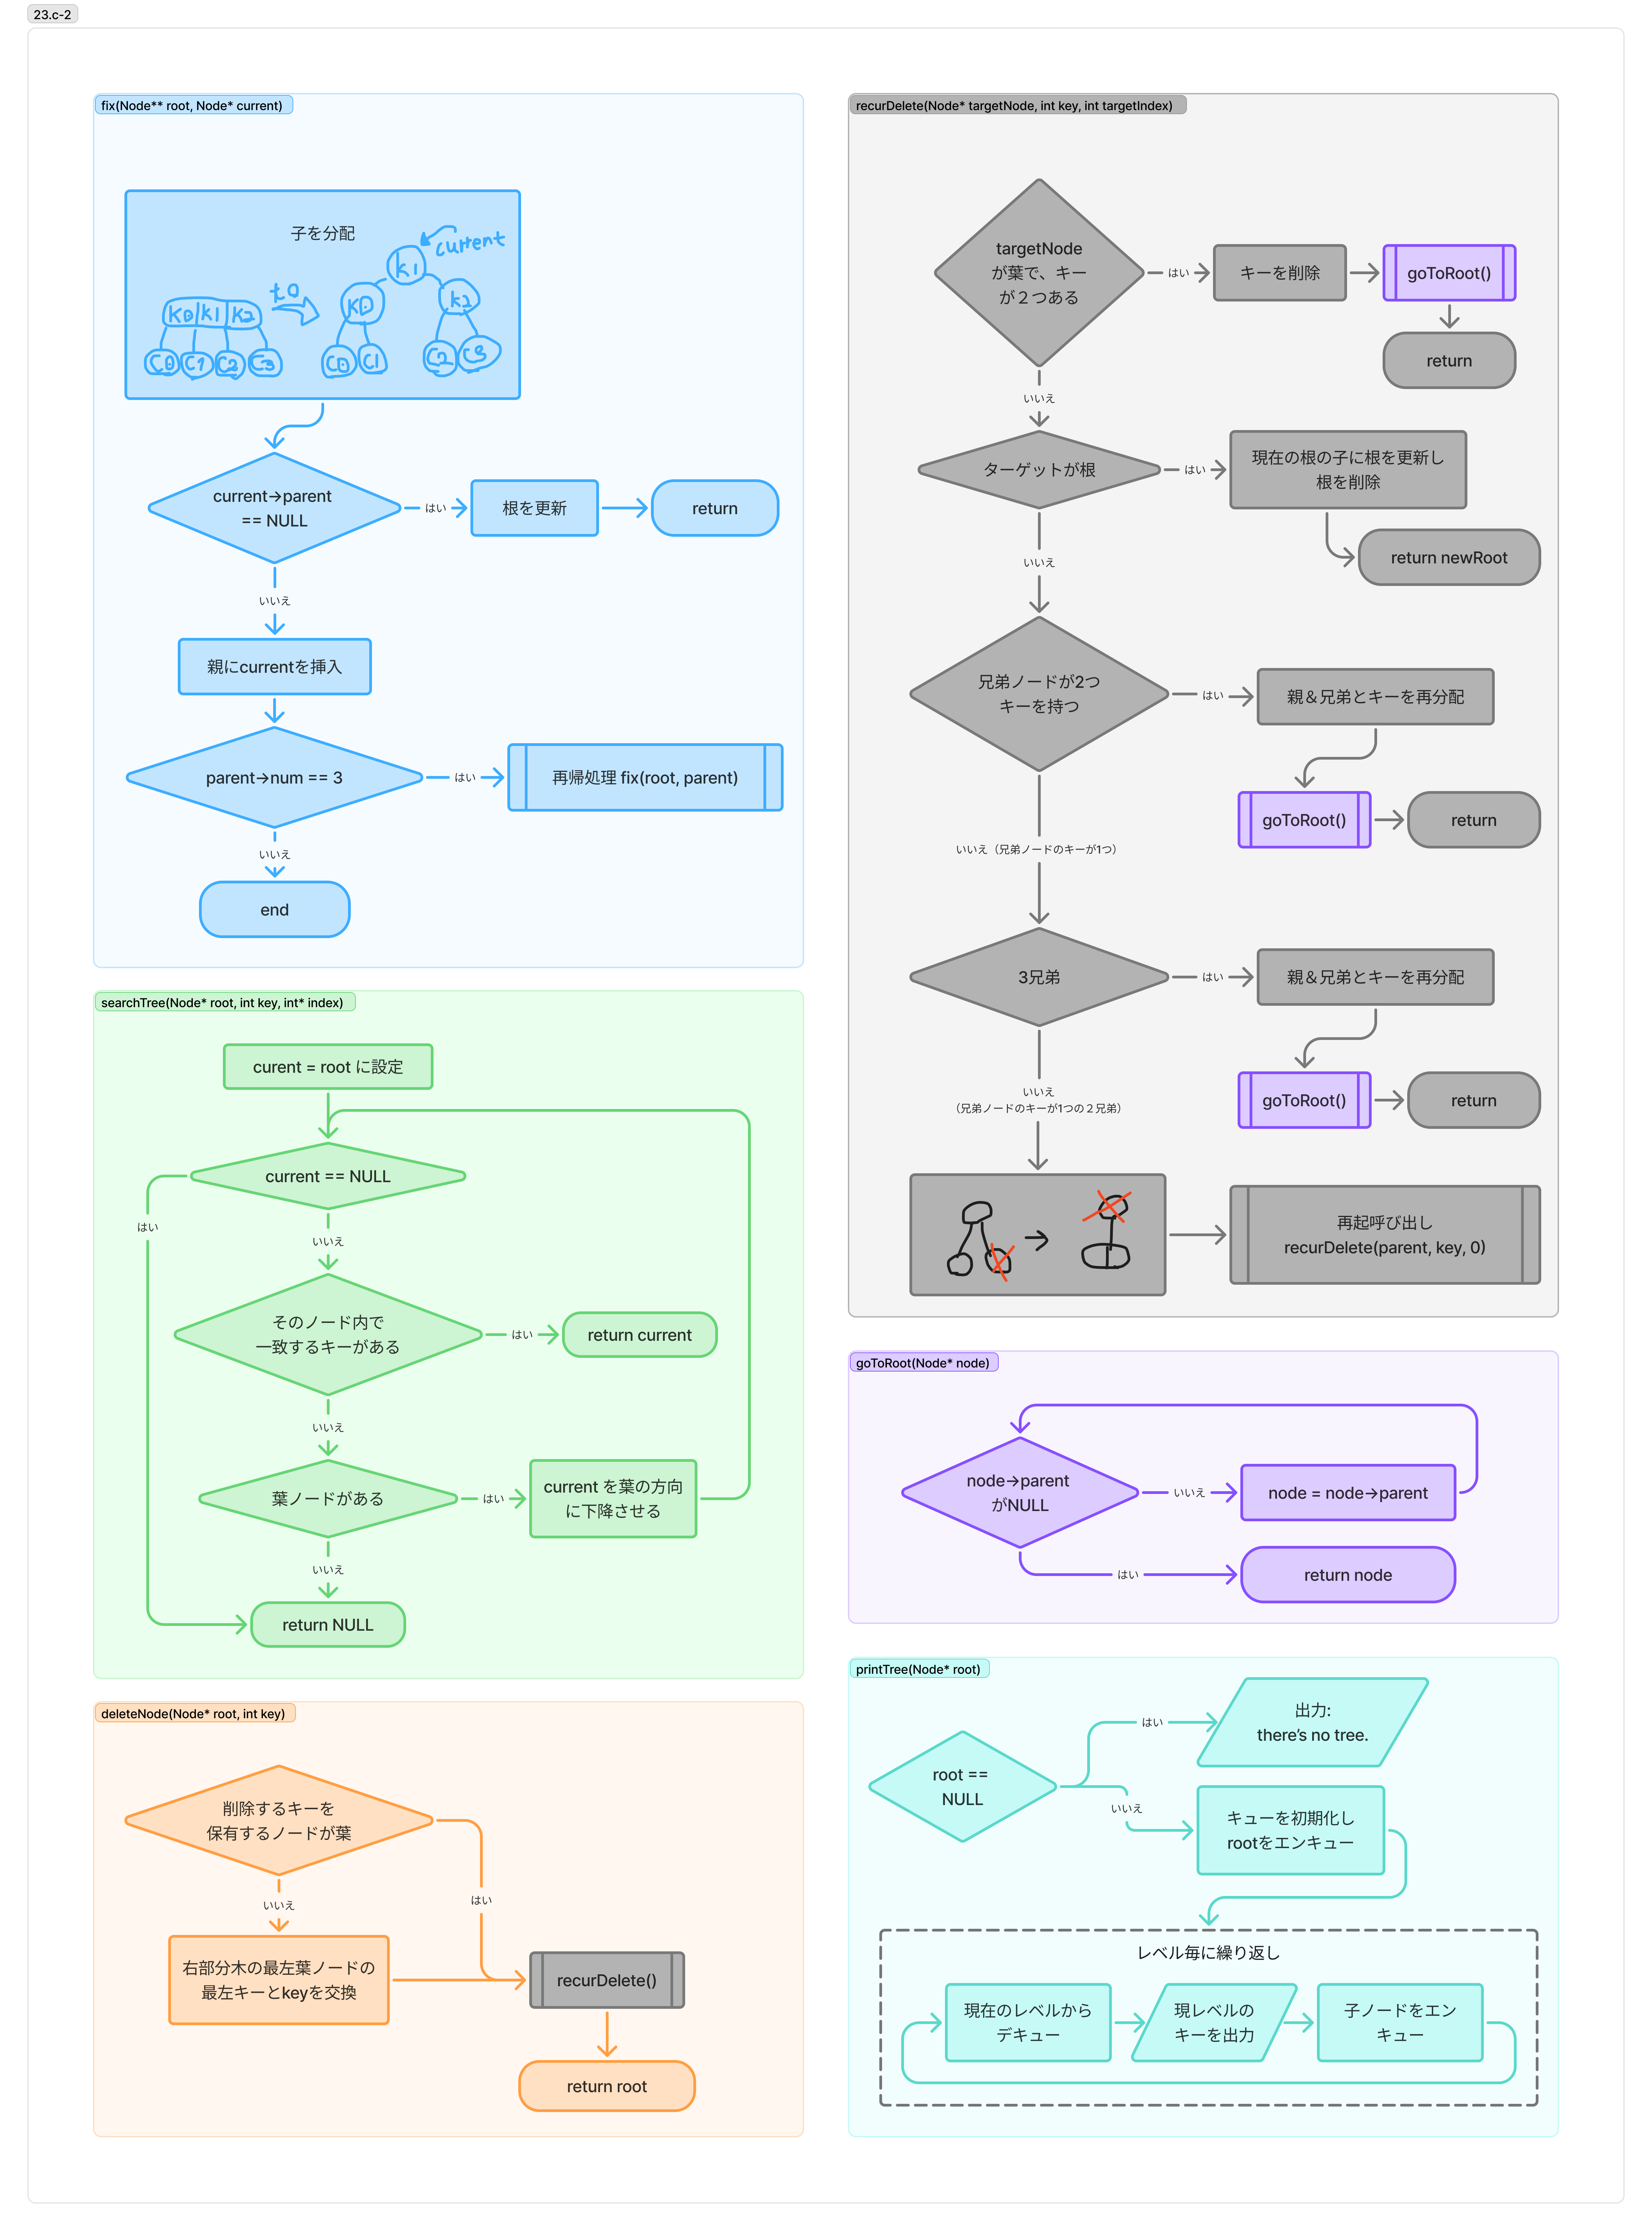 23.c-2
fix(Node** root, Node* current)
子を分配
current
k1
to
K0 k1 K2
K0
k2
C0 C1 C2 C3
C0 C1
C2 C3
current→parent
== NULL
はい
根を更新
return
いいえ
親にcurrentを挿入
parent→num == 3
はい
再帰処理 fix(root, parent)
いいえ
end
searchTree(Node* root, int key, int* index)
curent = root に設定
current == NULL
はい
いいえ
そのノード内で
一致するキーがある
はい
return current
いいえ
葉ノードがある
はい
current を葉の方向
に下降させる
いいえ
return NULL
deleteNode(Node* root, int key)
削除するキーを
保有するノードが葉
はい
いいえ
右部分木の最左葉ノードの
最左キーとkeyを交換
recurDelete()
return root
recurDelete(Node* targetNode, int key, int targetIndex)
targetNode
が葉で、キー
が２つある
はい
キーを削除
goToRoot()
return
いいえ
ターゲットが根
はい
現在の根の子に根を更新し
根を削除
return newRoot
いいえ
兄弟ノードが2つ
キーを持つ
はい
親＆兄弟とキーを再分配
goToRoot()
return
いいえ（兄弟ノードのキーが1つ）
3兄弟
はい
親＆兄弟とキーを再分配
goToRoot()
return
いいえ
（兄弟ノードのキーが1つの２兄弟）
再起呼び出し
recurDelete(parent, key, 0)
goToRoot(Node* node)
node→parent
がNULL
いいえ
node = node→parent
はい
return node
printTree(Node* root)
root ==
NULL
はい
出力:
there’s no tree.
いいえ
キューを初期化し
rootをエンキュー
レベル毎に繰り返し
現在のレベルから
デキュー
現レベルの
キーを出力
子ノードをエン
キュー